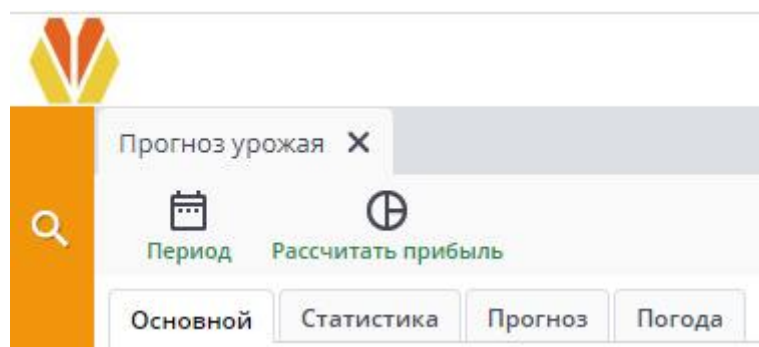 Прогноз урожая
Период Рассчитать прибыль
Основной Статистика Прогноз Погода